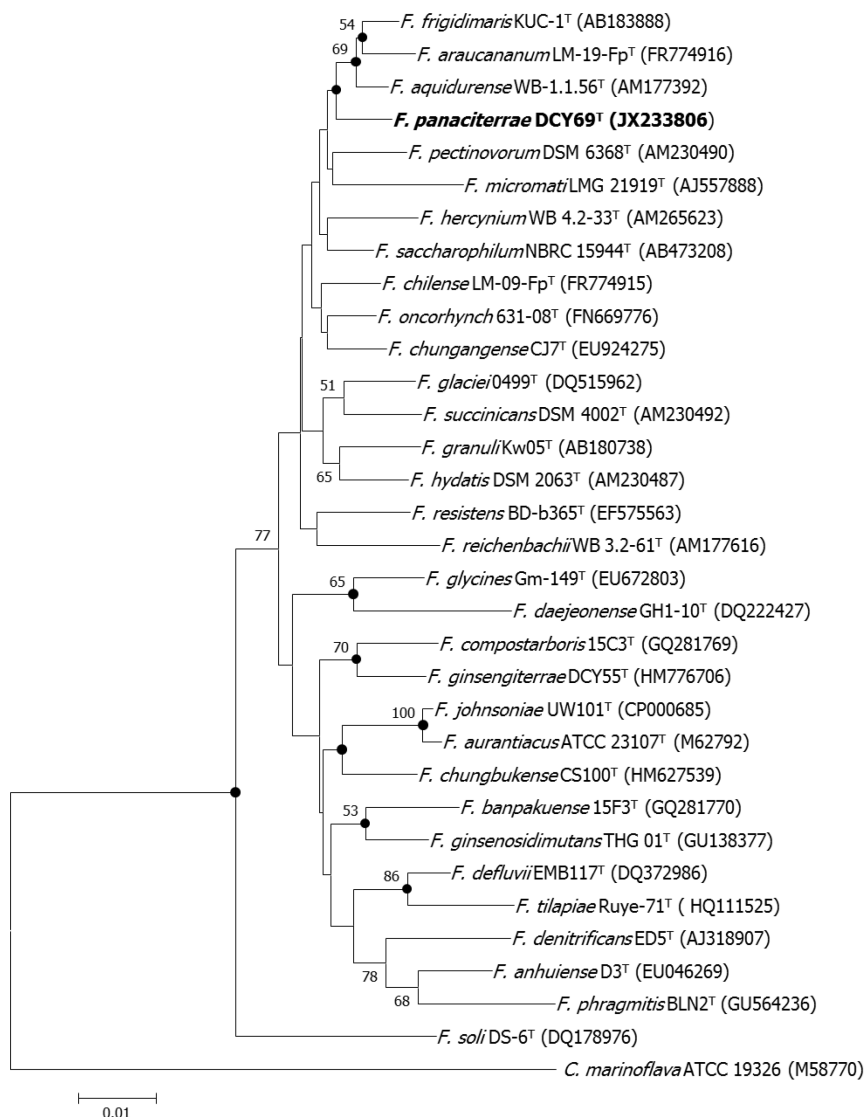 54
F. frigidimaris KUC-1ᵀ (AB183888)
69
F. araucananum LM-19-Fpᵀ (FR774916)
F. aquidurense WB-1.1.56ᵀ (AM177392)
F. panaciterrae DCY69ᵀ (JX233806)
F. pectinovorum DSM 6368ᵀ (AM230490)
F. micromati LMG 21919ᵀ (AJ557888)
F. hercynium WB 4.2-33ᵀ (AM265623)
F. saccharophilum NBRC 15944ᵀ (AB473208)
F. chilense LM-09-Fpᵀ (FR774915)
F. oncorhynch 631-08ᵀ (FN669776)
F. chungangense CJ7ᵀ (EU924275)
51
F. glaciei 0499ᵀ (DQ515962)
F. succinicans DSM 4002ᵀ (AM230492)
F. granuli Kw05ᵀ (AB180738)
65
F. hydatis DSM 2063ᵀ (AM230487)
F. resistens BD-b365ᵀ (EF575563)
77
F. reichenbachii WB 3.2-61ᵀ (AM177616)
65
F. glycines Gm-149ᵀ (EU672803)
F. daejeonense GH1-10ᵀ (DQ222427)
70
F. compostarboris 15C3ᵀ (GQ281769)
F. ginsengiterrae DCY55ᵀ (HM776706)
100
F. johnsoniae UW101ᵀ (CP000685)
F. aurantiacus ATCC 23107ᵀ (M62792)
F. chungbukense CS100ᵀ (HM627539)
53
F. banpakuense 15F3ᵀ (GQ281770)
F. ginsenosidimutans THG 01ᵀ (GU138377)
86
F. defluvii EMB117ᵀ (DQ372986)
F. tilapiae Ruye-71ᵀ ( HQ111525)
F. denitrificans ED5ᵀ (AJ318907)
78
F. anhuiense D3ᵀ (EU046269)
68
F. phragmitis BLN2ᵀ (GU564236)
F. soli DS-6ᵀ (DQ178976)
C. marinoflava ATCC 19326 (M58770)
0.01